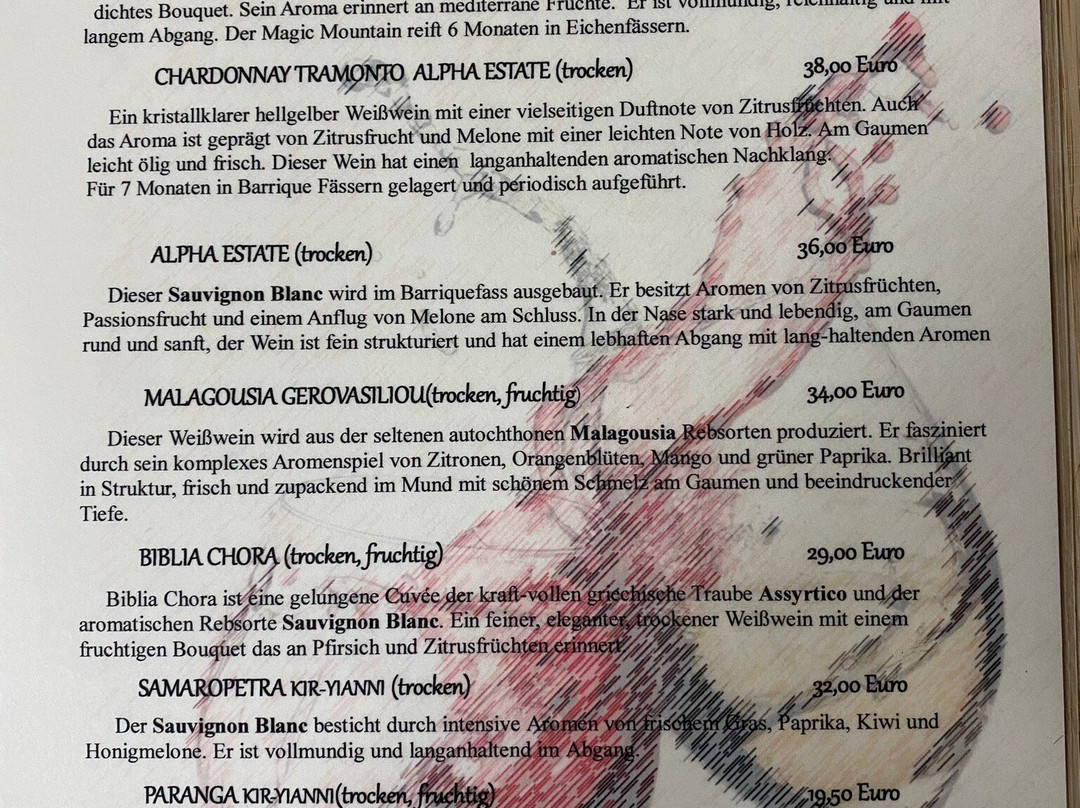 dichtes Bouquet. Sein Aroma erinnert an mediterrane Früchte. Er ist vollmundig, reichhaltig und mit
langem Abgang. Der Magic Mountain reift 6 Monaten in Eichenfässern.
CHARDONNAY TRAMONTO ALPHA ESTATE (trocken) 38,00 Euro
Ein kristallklarer hellgelber Weißwein mit einer vielseitigen Duftnote von Zitrusfrüchten. Auch
das Aroma ist geprägt von Zitrusfrucht und Melone mit einer leichten Note von Holz. Am Gaumen
leicht ölig und frisch. Dieser Wein hat einen langanhaltenden aromatischen Nachklang.
Für 7 Monaten in Barrique Fässern gelagert und periodisch aufgeführt.
ALPHA ESTATE (trocken) 36,00 Euro
Dieser Sauvignon Blanc wird im Barriquefass ausgebaut. Er besitzt Aromen von Zitrusfrüchten,
Passionsfrucht und einem Anflug von Melone am Schluss. In der Nase stark und lebendig, am Gaumen
rund und sanft, der Wein ist fein strukturiert und hat einem lebhaften Abgang mit lang-haltenden Aromen
MALAGOUSIA GEROVASILIOU(trocken, fruchtig) 34,00 Euro
Dieser Weißwein wird aus der seltenen autochthonen Malagousia Rebsorten produziert. Er fasziniert
durch sein komplexes Aromenspiel von Zitronen, Orangenblüten, Mango und grüner Paprika. Brilliant
in Struktur, frisch und zupackend im Mund mit schönem Schmelz am Gaumen und beeindruckender
Tiefe.
BIBLIA CHORA (trocken, fruchtig) 29,00 Euro
Biblia Chora ist eine gelungene Cuvée der kraft-vollen griechische Traube Assyrtico und der
aromatischen Rebsorte Sauvignon Blanc. Ein feiner, eleganter, trockener Weißwein mit einem
fruchtigen Bouquet das an Pfirsich und Zitrusfrüchten erinnert.
SAMAROPETRA KIR-YIANNI (trocken) 32,00 Euro
Der Sauvignon Blanc besticht durch intensive Aromen von frischem Gras, Paprika, Kiwi und
Honigmelone. Er ist vollmundig und langanhaltend im Abgang.
PARANGA KIR-YIANNI(trocken, fruchtig) 19,50 Euro